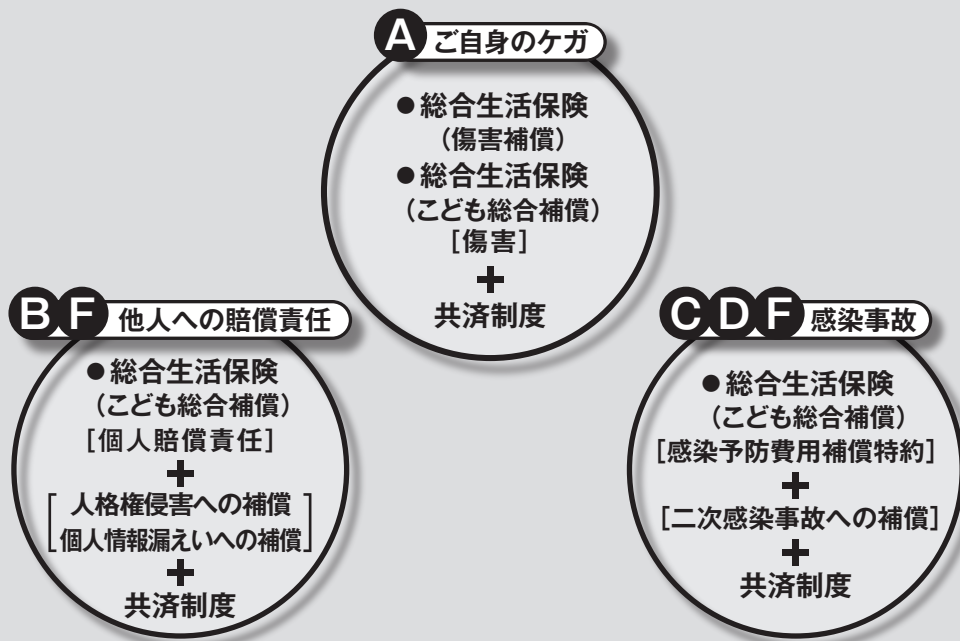 A ご自身のケガ
●総合生活保険
（傷害補償）
●総合生活保険
（こども総合補償）
［傷害］
＋
共済制度
B F 他人への賠償責任
●総合生活保険
（こども総合補償）
［個人賠償責任］
＋
［人格権侵害への補償
個人情報漏えいへの補償］
＋
共済制度
C D F 感染事故
●総合生活保険
（こども総合補償）
［感染予防費用補償特約］
＋
［二次感染事故への補償］
＋
共済制度